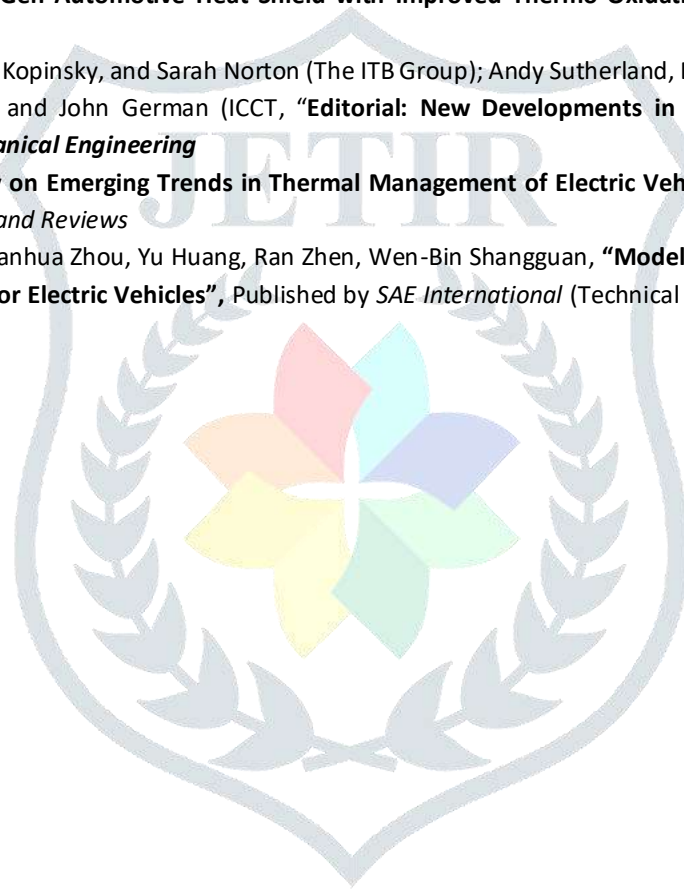 Gen Automotive Heat Shield with Improved Thermo-Oxidati
Kopinsky, and Sarah Norton (The ITB Group); Andy Sutherland,
and John German (ICCT, “Editorial: New Developments in
anical Engineering
on Emerging Trends in Thermal Management of Electric Veh
and Reviews
anhua Zhou, Yu Huang, Ran Zhen, Wen-Bin Shangguan, “Model
or Electric Vehicles”, Published by SAE International (Technical
JETIR